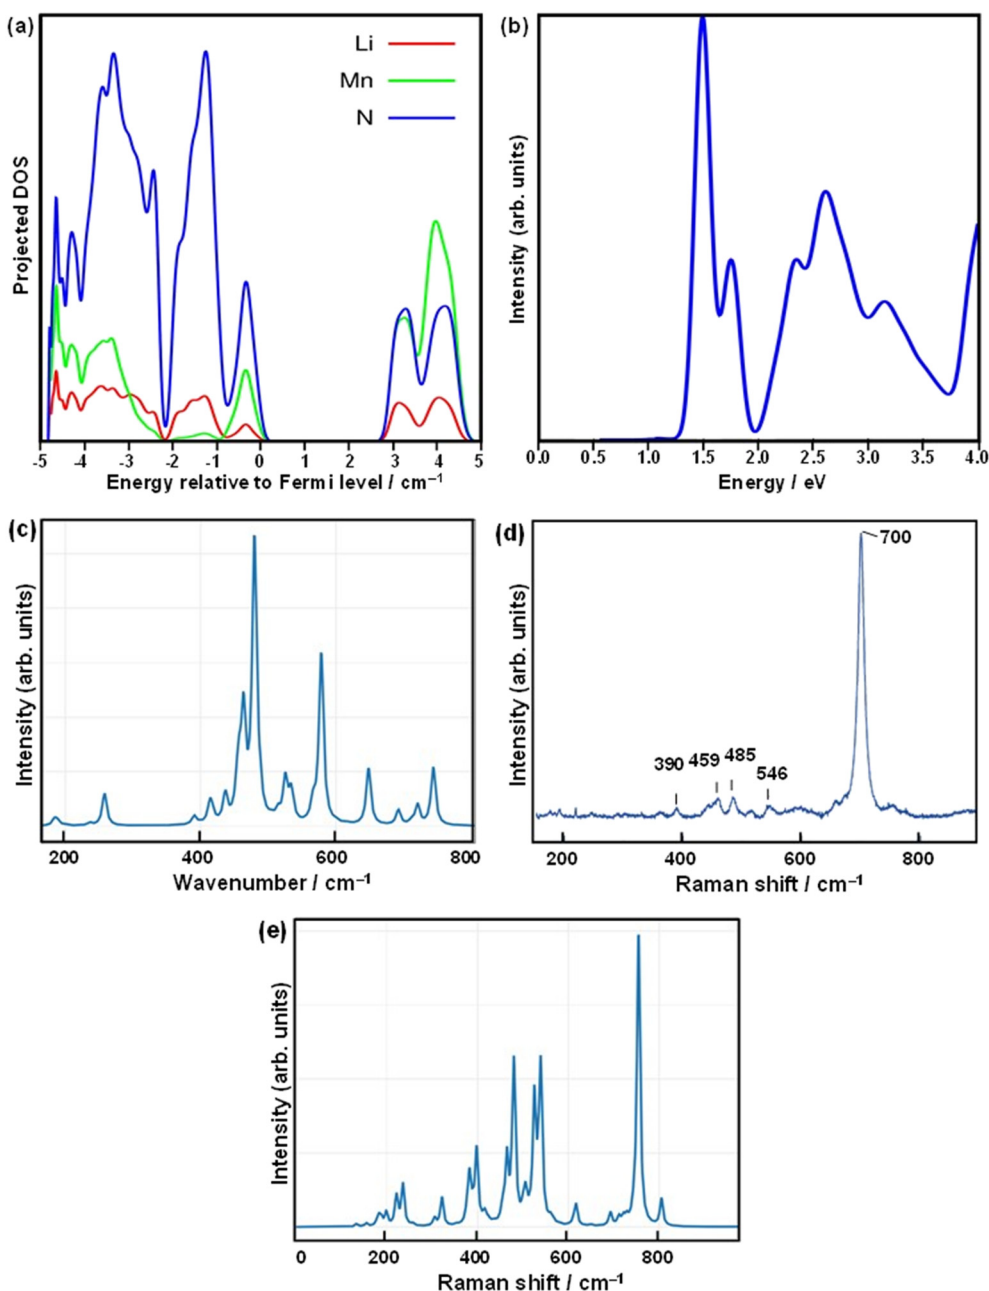 (a)
Li
Mn
N
Projected DOS
-5 -4 -3 -2 -1 0 1 2 3 4 5
Energy relative to Fermi level / cm⁻¹
(b)
Intensity (arb. units)
0.0 0.5 1.0 1.5 2.0 2.5 3.0 3.5 4.0
Energy / eV
(c)
Intensity (arb. units)
200 400 600 800
Wavenumber / cm⁻¹
(d)
700
390 459 485 546
Intensity (arb. units)
200 400 600 800
Raman shift / cm⁻¹
(e)
Intensity (arb. units)
0 200 400 600 800
Raman shift / cm⁻¹